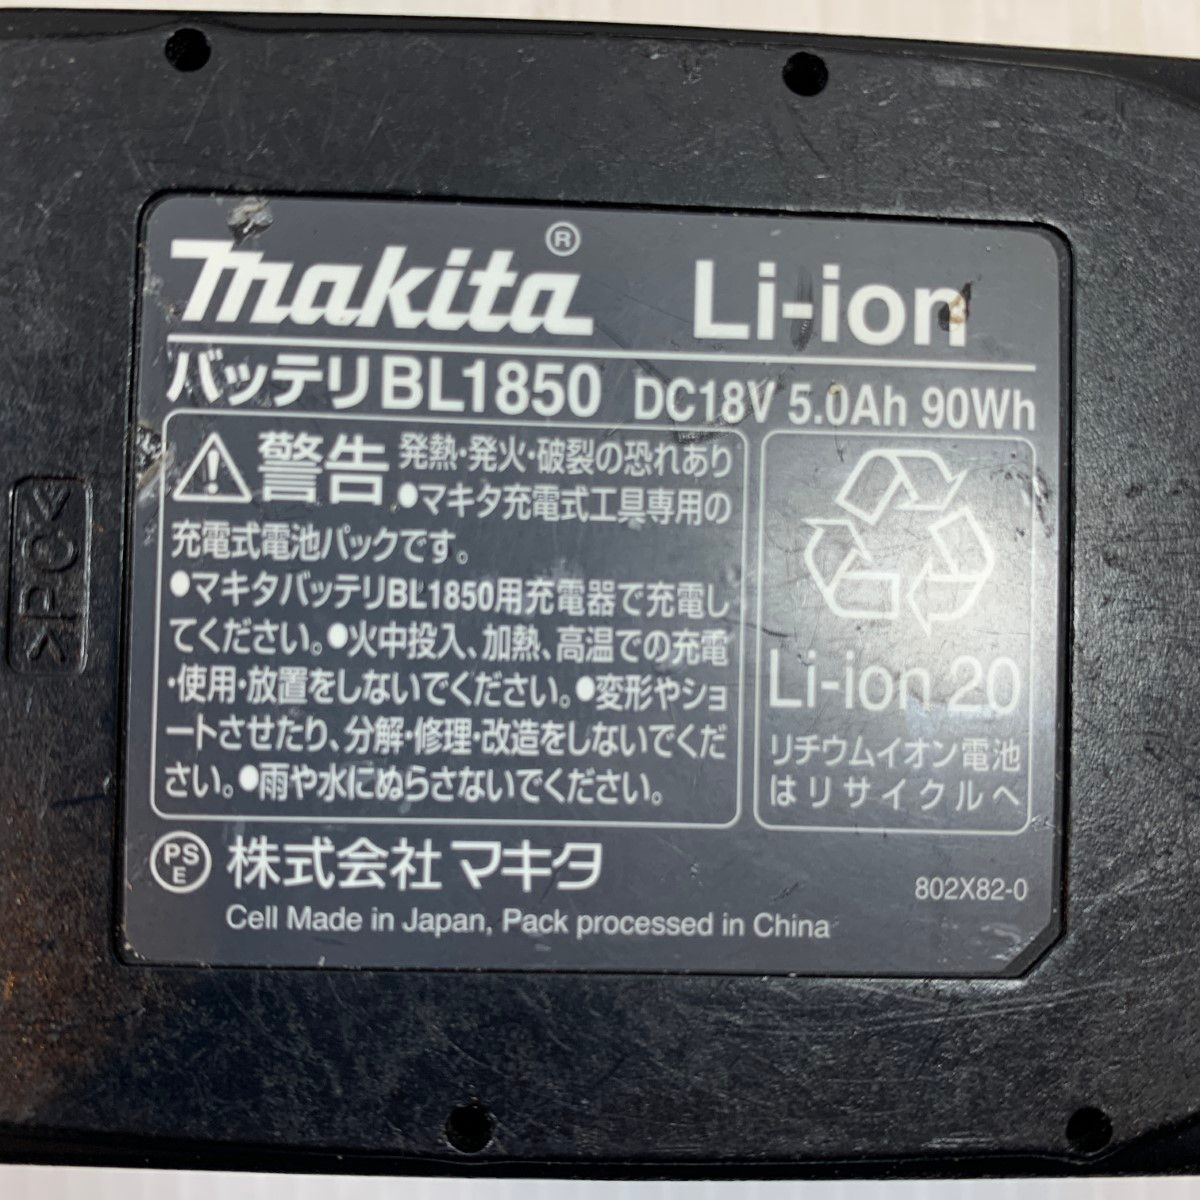 makita®
Li-ion
バッテリBL1850 DC18V 5.0Ah 90Wh
警告 発熱・発火・破裂の恐れあり
●マキタ充電式工具専用の
充電式電池パックです。
●マキタバッテリBL1850用充電器で充電し
てください。●火中投入、加熱、高温での充電
・使用・放置をしないでください。●変形やショ
ートさせたり、分解・修理・改造をしないでくだ
さい。●雨や水にぬらさないでください。
Li-ion 20
リチウムイオン電池
はリサイクルへ
PS
E
株式会社マキタ
802X82-0
Cell Made in Japan, Pack processed in China
>PC<